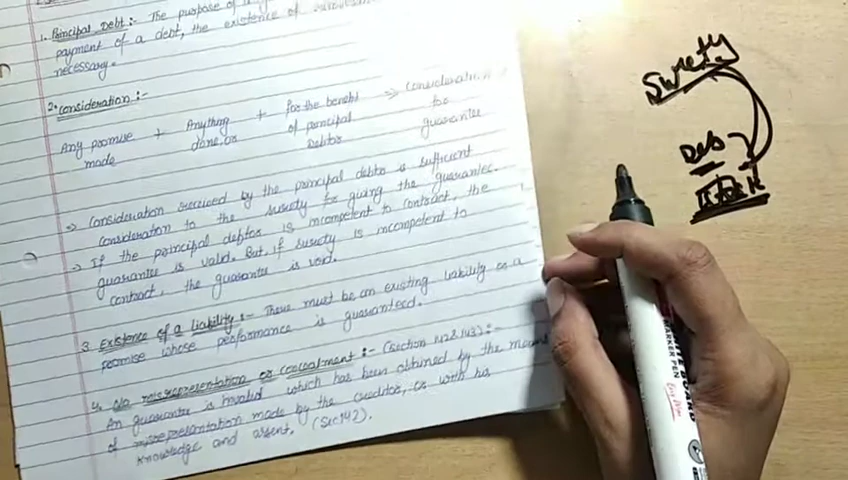 1. Principal Debt :- The purpose of
payment of a debt, the existence of
necessary.
2. Consideration :-
Any promise made + Anything done, or + for the benefit of principal Debtor => Consideration for guarantee
=> Consideration received by the principal debtor is sufficient
consideration to the surety for giving the guarantee.
=> If the principal debtor is incompetent to contract, the
guarantee is valid. But if surety is incompetent to
contract, the guarantee is void.
3. Existence of a liability :- There must be an existing liability or a
promise whose performance is guaranteed.
4. No misrepresentation or concealment :- (Section 142 & 143) :-
An guarantee is invalid which has been obtained by the means
of misrepresentation made by the creditor, or with his
knowledge and assent. (Sec 142).
Surety
Deb
MARKER PEN